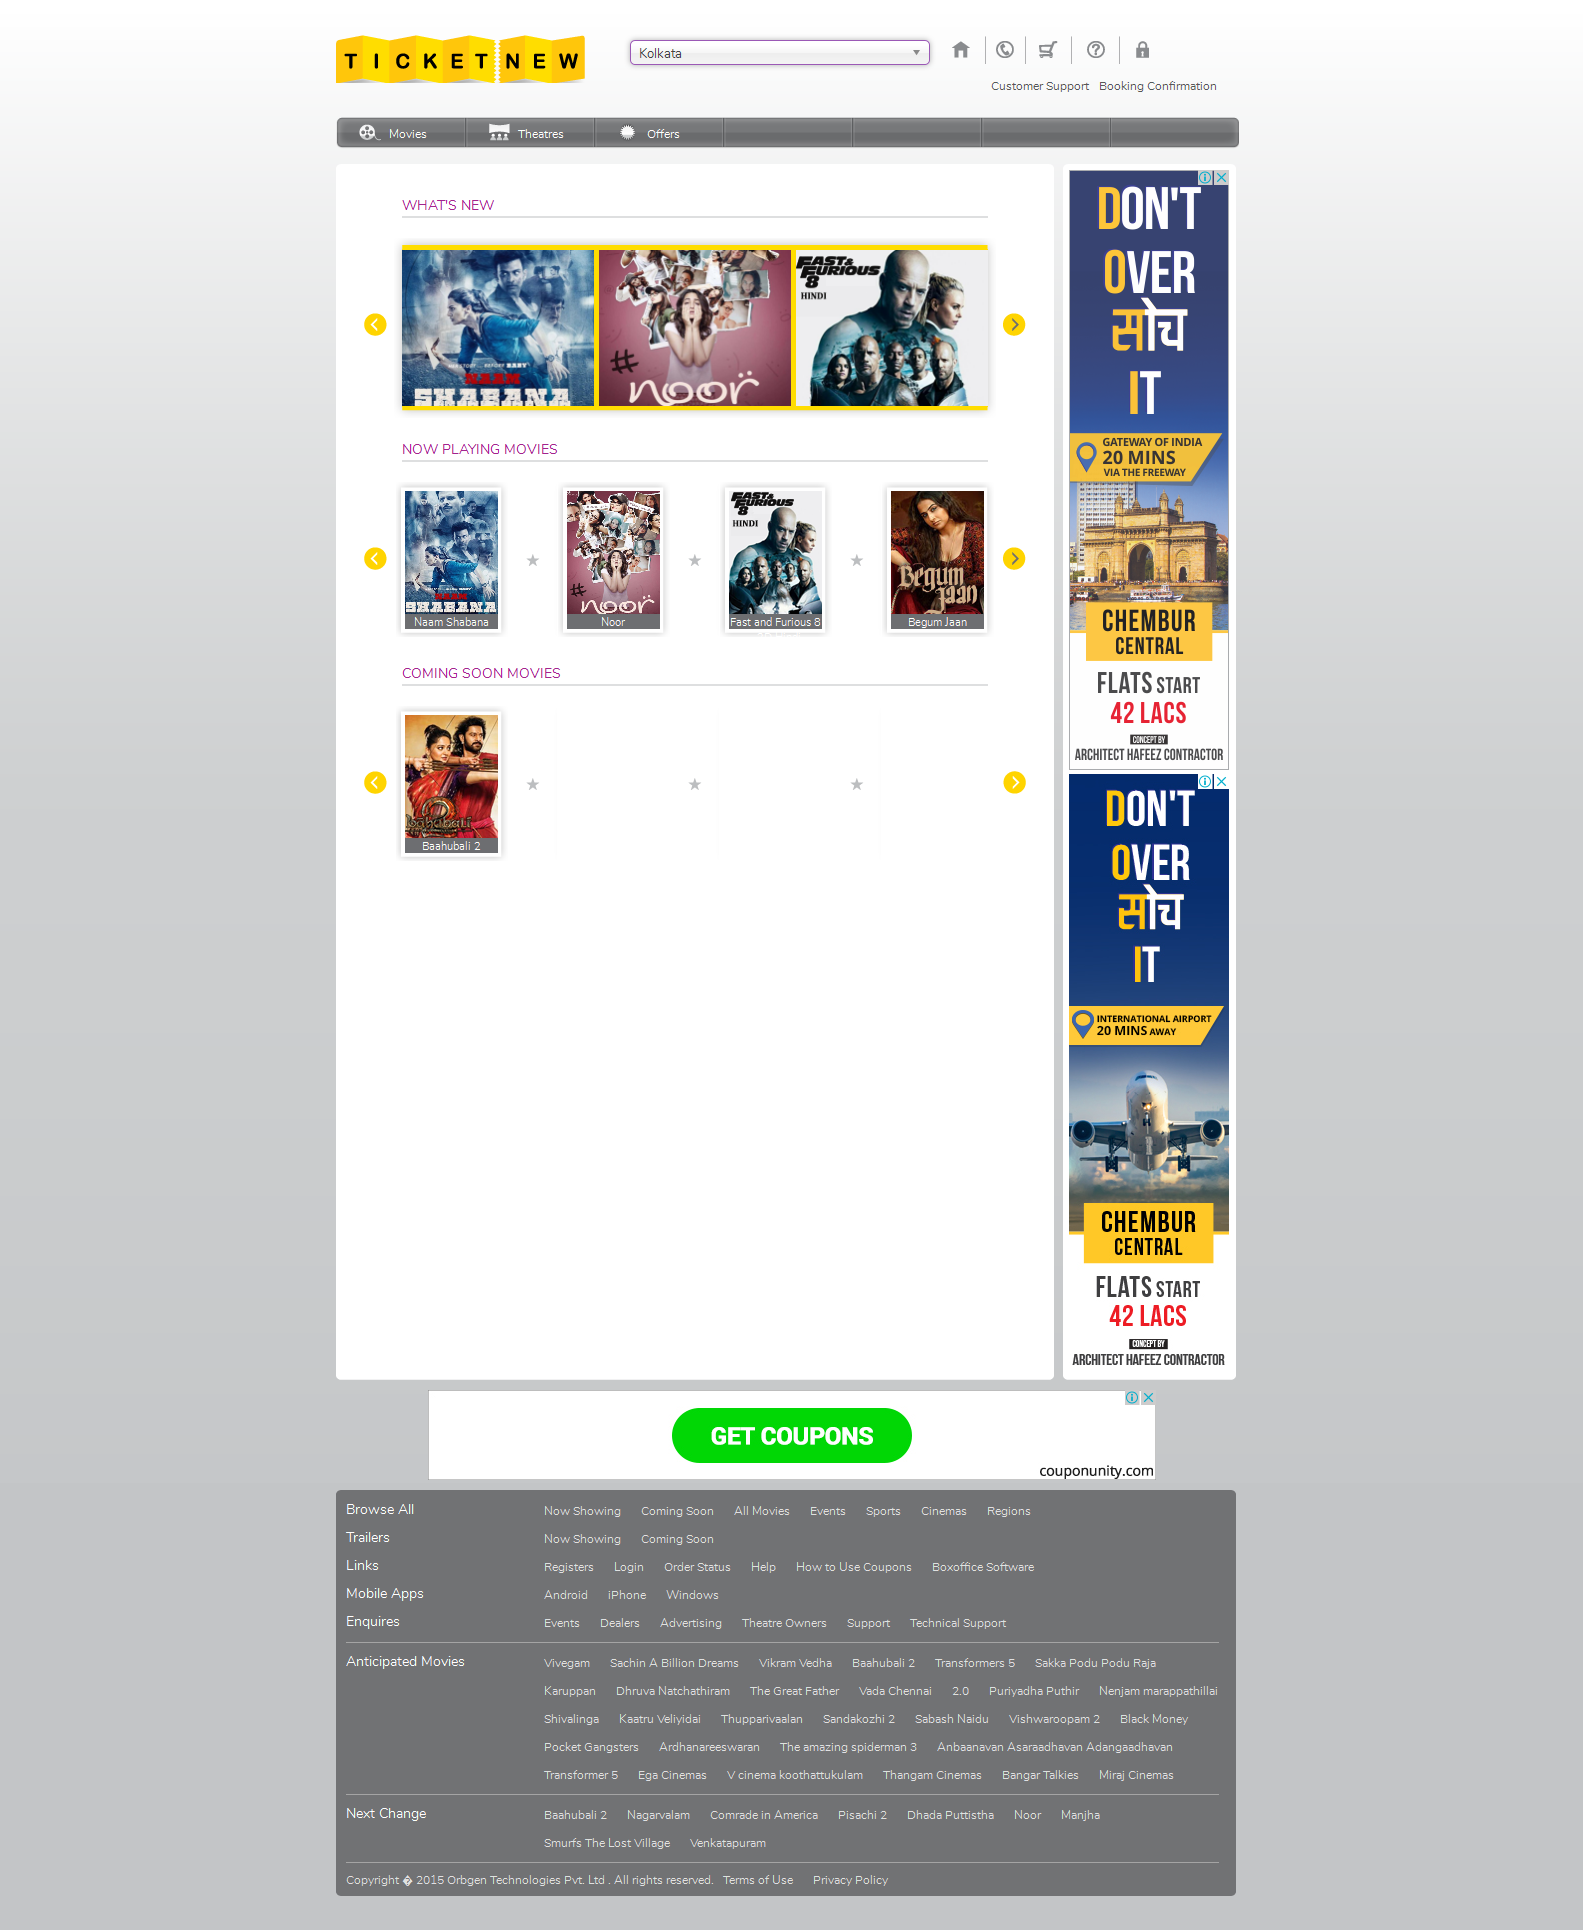 TICKETNEW
Kolkata
Customer Support Booking Confirmation
Movies Theatres Offers
WHAT'S NEW
NAAM
SHABANA
#
noor
FAST&
FURIOUS
8
HINDI
NOW PLAYING MOVIES
NAAM
SHABANA
Naam Shabana
#
noor
Noor
FAST&
FURIOUS
8
HINDI
Fast and Furious 8
Begum
Jaan
Begum Jaan
COMING SOON MOVIES
Baahubali 2
DON'T
OVER
सोच
IT
GATEWAY OF INDIA
20 MINS
VIA THE FREEWAY
CHEMBUR
CENTRAL
FLATS START
42 LACS
CONCEPT BY
ARCHITECT HAFEEZ CONTRACTOR
DON'T
OVER
सोच
IT
INTERNATIONAL AIRPORT
20 MINS AWAY
CHEMBUR
CENTRAL
FLATS START
42 LACS
CONCEPT BY
ARCHITECT HAFEEZ CONTRACTOR
GET COUPONS
couponunity.com
Browse All Now Showing Coming Soon All Movies Events Sports Cinemas Regions
Trailers Now Showing Coming Soon
Links Registers Login Order Status Help How to Use Coupons Boxoffice Software
Mobile Apps Android iPhone Windows
Enquires Events Dealers Advertising Theatre Owners Support Technical Support
Anticipated Movies Vivegam Sachin A Billion Dreams Vikram Vedha Baahubali 2 Transformers 5 Sakka Podu Podu Raja
Karuppan Dhruva Natchathiram The Great Father Vada Chennai 2.0 Puriyadha Puthir Nenjam marappathillai
Shivalinga Kaatru Veliyidai Thupparivaalan Sandakozhi 2 Sabash Naidu Vishwaroopam 2 Black Money
Pocket Gangsters Ardhanareeswaran The amazing spiderman 3 Anbaanavan Asaraadhavan Adangaadhavan
Transformer 5 Ega Cinemas V cinema koothattukulam Thangam Cinemas Bangar Talkies Miraj Cinemas
Next Change Baahubali 2 Nagarvalam Comrade in America Pisachi 2 Dhada Puttistha Noor Manjha
Smurfs The Lost Village Venkatapuram
Copyright � 2015 Orbgen Technologies Pvt. Ltd . All rights reserved. Terms of Use Privacy Policy